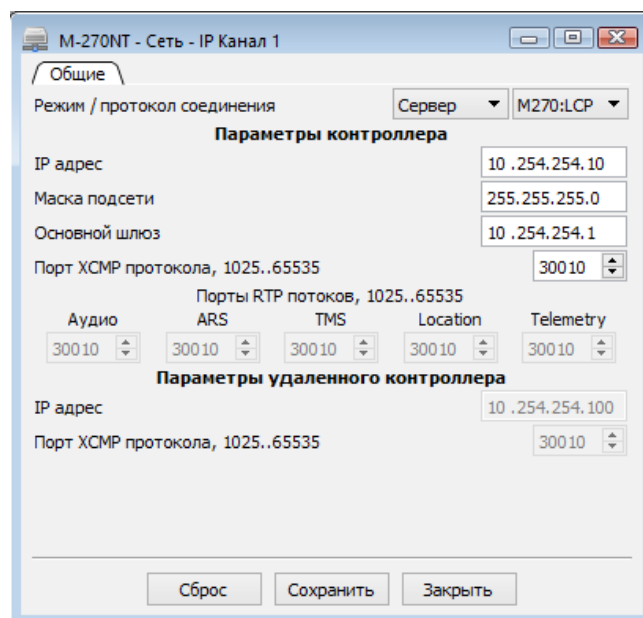 M-270NT - Сеть - IP Канал 1
Общие
Режим / протокол соединения Сервер M270:LCP
Параметры контроллера
IP адрес 10 .254.254.10
Маска подсети 255.255.255.0
Основной шлюз 10 .254.254.1
Порт XCMP протокола, 1025..65535 30010
Порты RTP потоков, 1025..65535
Аудио ARS TMS Location Telemetry
30010 30010 30010 30010 30010
Параметры удаленного контроллера
IP адрес 10 .254.254.100
Порт XCMP протокола, 1025..65535 30010
Сброс Сохранить Закрыть